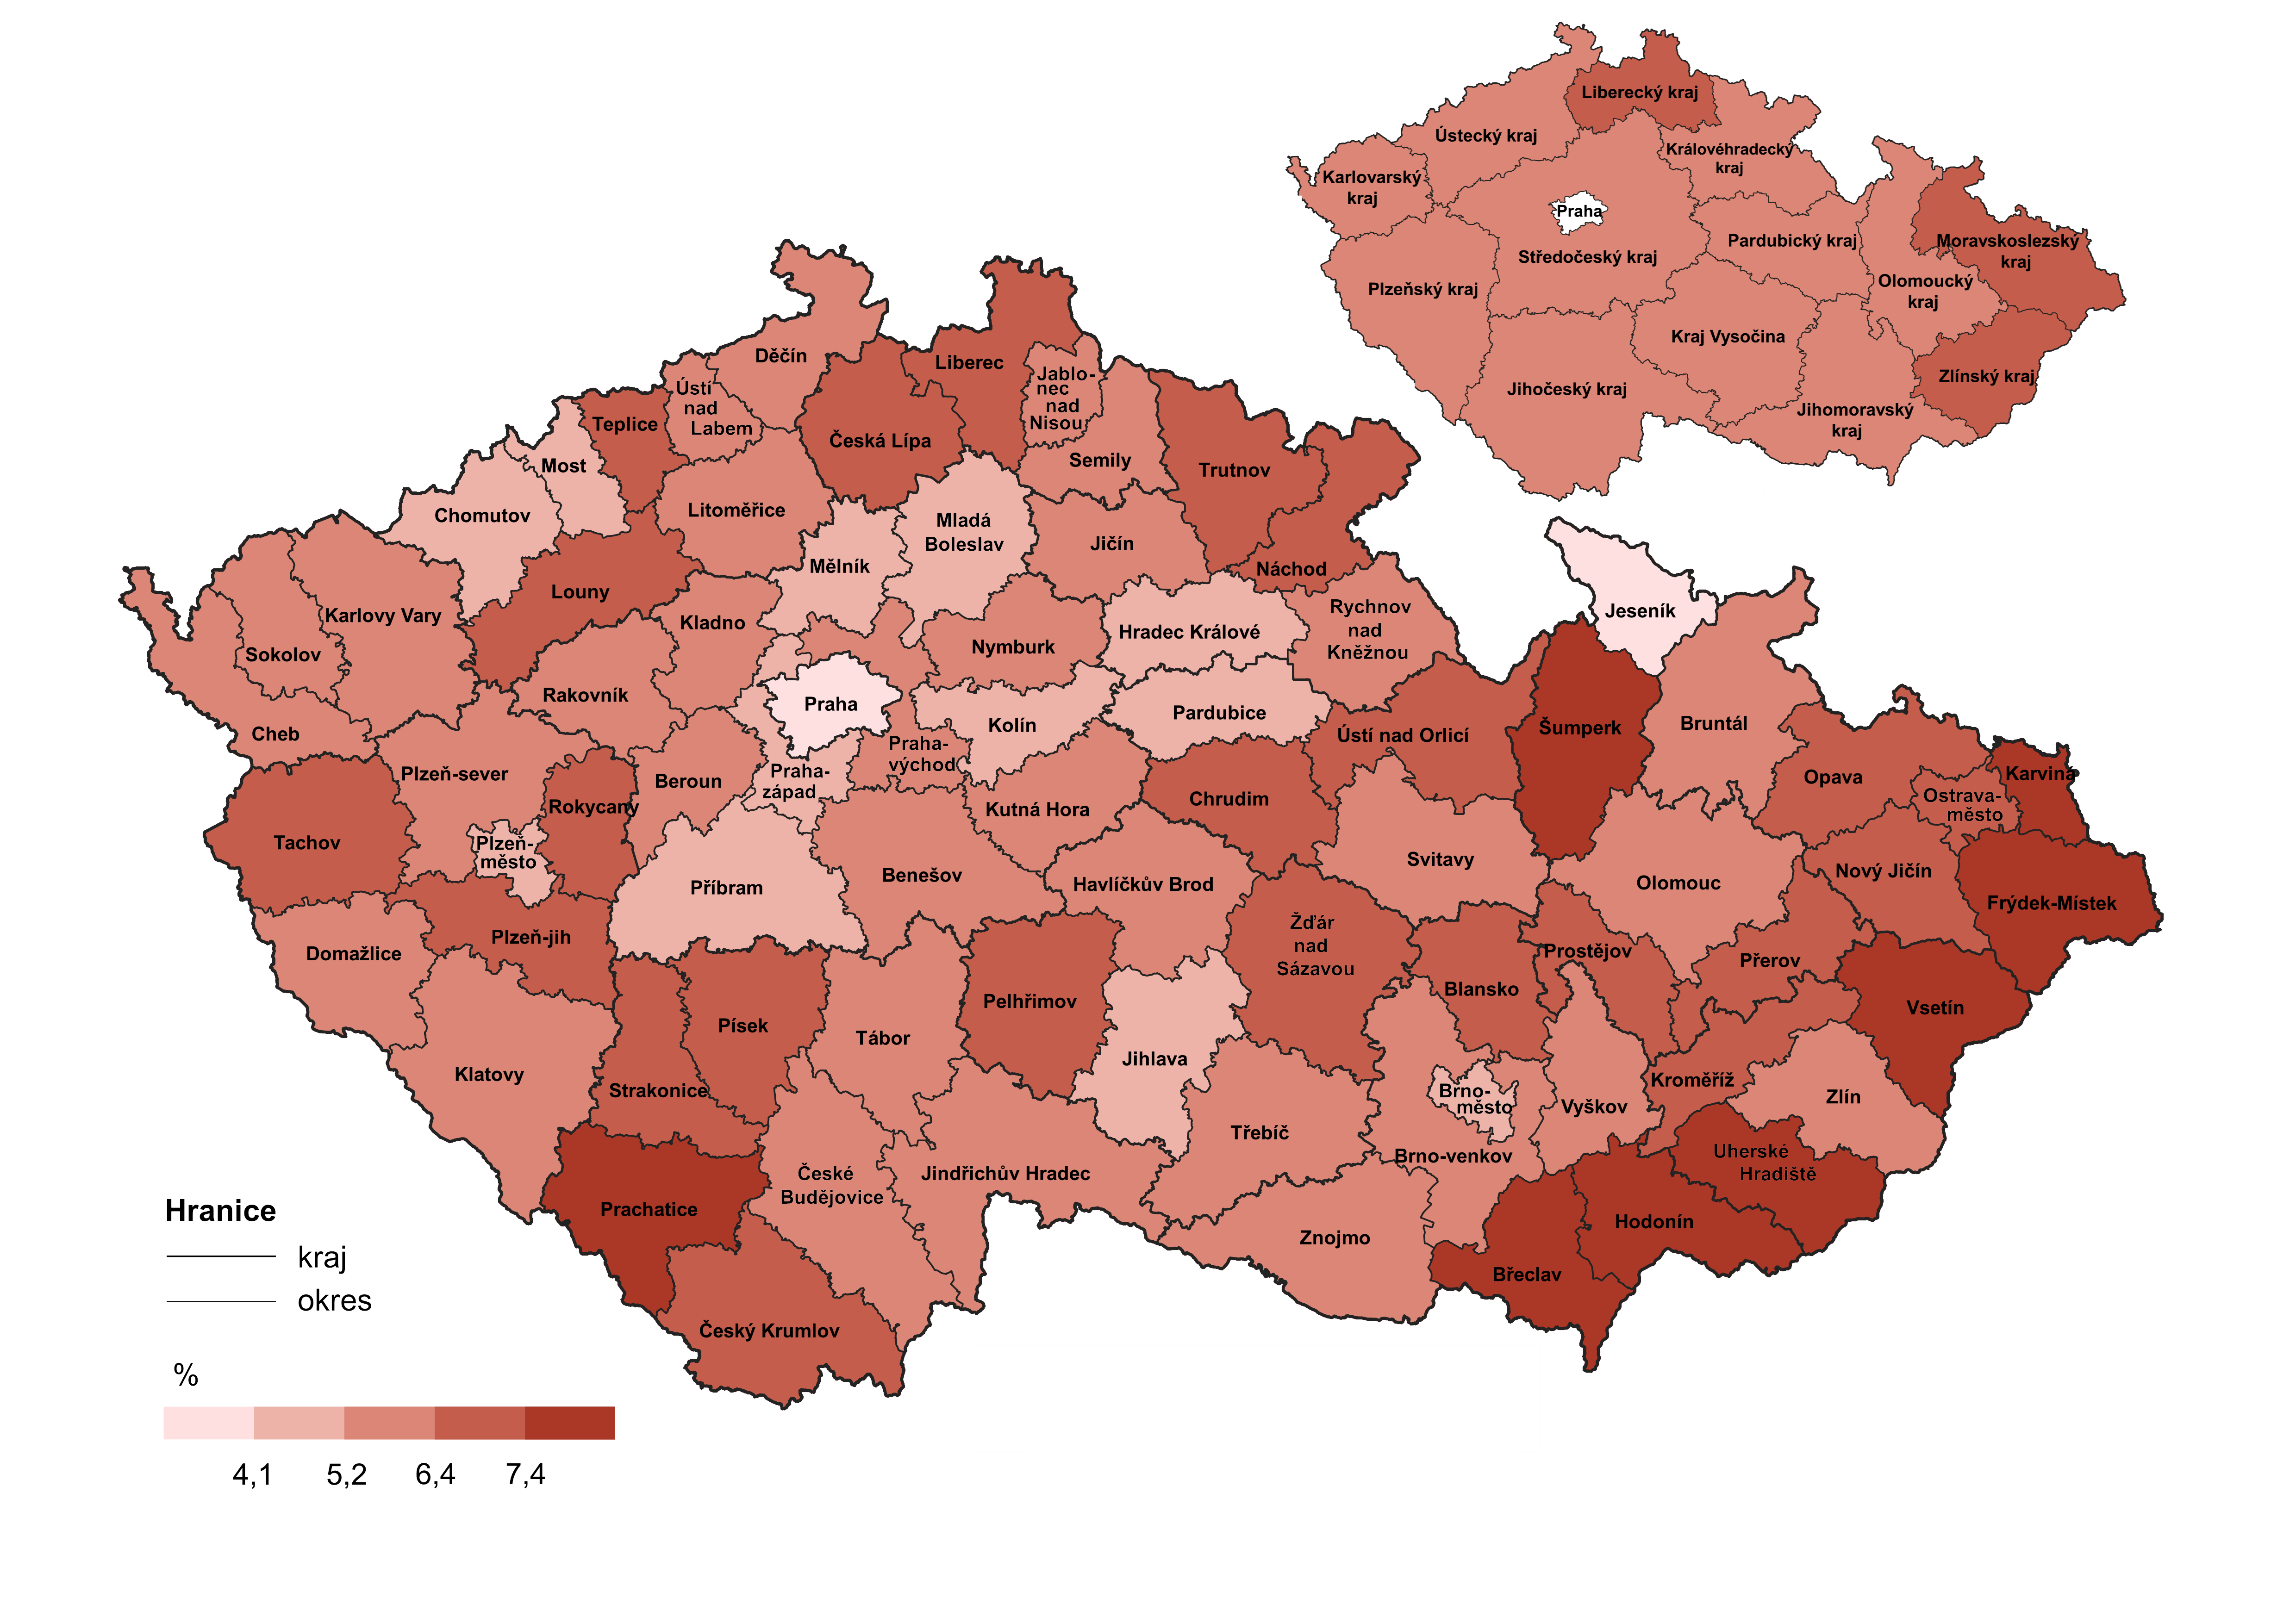 Liberecký kraj
Ústecký kraj
Královéhradecký
kraj
Karlovarský
kraj
Praha
Pardubický kraj
Moravskoslezský
kraj
Středočeský kraj
Plzeňský kraj
Olomoucký
kraj
Kraj Vysočina
Zlínský kraj
Jihočeský kraj
Jihomoravský
kraj
Děčín
Liberec
Jablo-
nec
nad
Nisou
Ústí
nad
Labem
Teplice
Česká Lípa
Semily
Trutnov
Most
Chomutov
Litoměřice
Mladá
Boleslav
Jičín
Mělník
Náchod
Louny
Rychnov
nad
Kněžnou
Jeseník
Karlovy Vary
Kladno
Hradec Králové
Nymburk
Sokolov
Rakovník
Praha
Pardubice
Kolín
Bruntál
Šumperk
Cheb
Ústí nad Orlicí
Praha-
východ
Plzeň-sever
Beroun
Praha-
západ
Opava
Karviná
Ostrava-
město
Chrudim
Rokycany
Kutná Hora
Tachov
Plzeň-
město
Svitavy
Nový Jičín
Příbram
Benešov
Havlíčkův Brod
Olomouc
Frýdek-Místek
Žďár
nad
Sázavou
Plzeň-jih
Domažlice
Prostějov
Přerov
Blansko
Pelhřimov
Vsetín
Písek
Tábor
Jihlava
Klatovy
Strakonice
Kroměříž
Brno-
město
Zlín
Vyškov
Třebíč
Uherské
Hradiště
Brno-venkov
České
Budějovice
Jindřichův Hradec
Prachatice
Hodonín
Znojmo
Břeclav
Český Krumlov
Hranice
kraj
okres
%
4,1 5,2 6,4 7,4